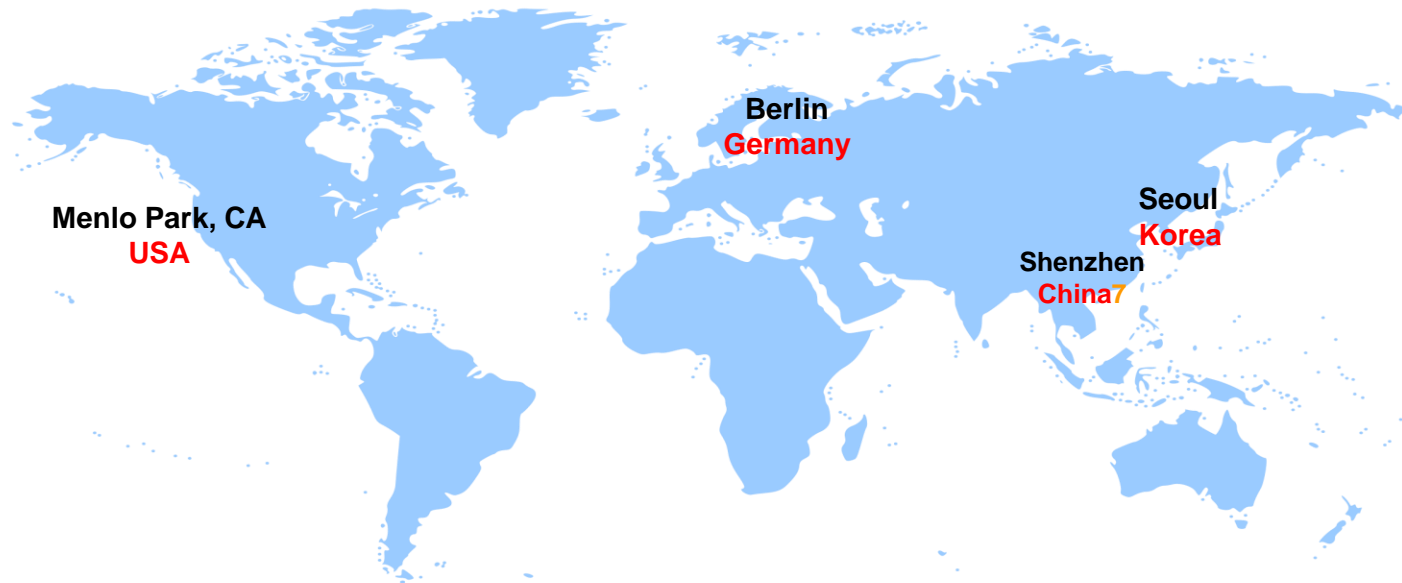 Berlin
Germany
Menlo Park, CA
USA
Seoul
Korea
Shenzhen
China7